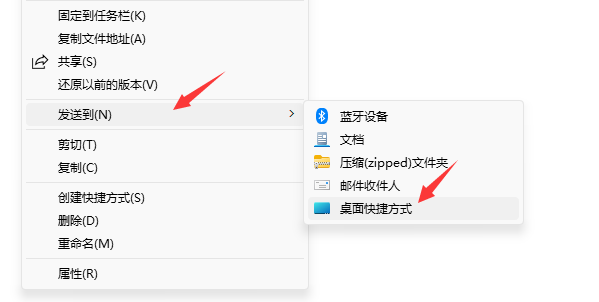 固定到任务栏(K)
复制文件地址(A)
共享(S)
还原以前的版本(V)
发送到(N)
剪切(T)
复制(C)
创建快捷方式(S)
删除(D)
重命名(M)
属性(R)
蓝牙设备
文档
压缩(zipped)文件夹
邮件收件人
桌面快捷方式